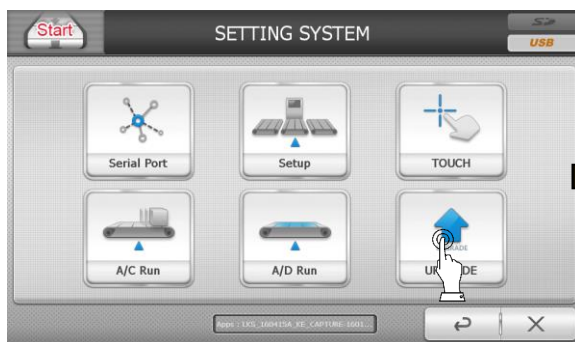 Start
SETTING SYSTEM
USB
Serial Port
Setup
TOUCH
A/C Run
A/D Run